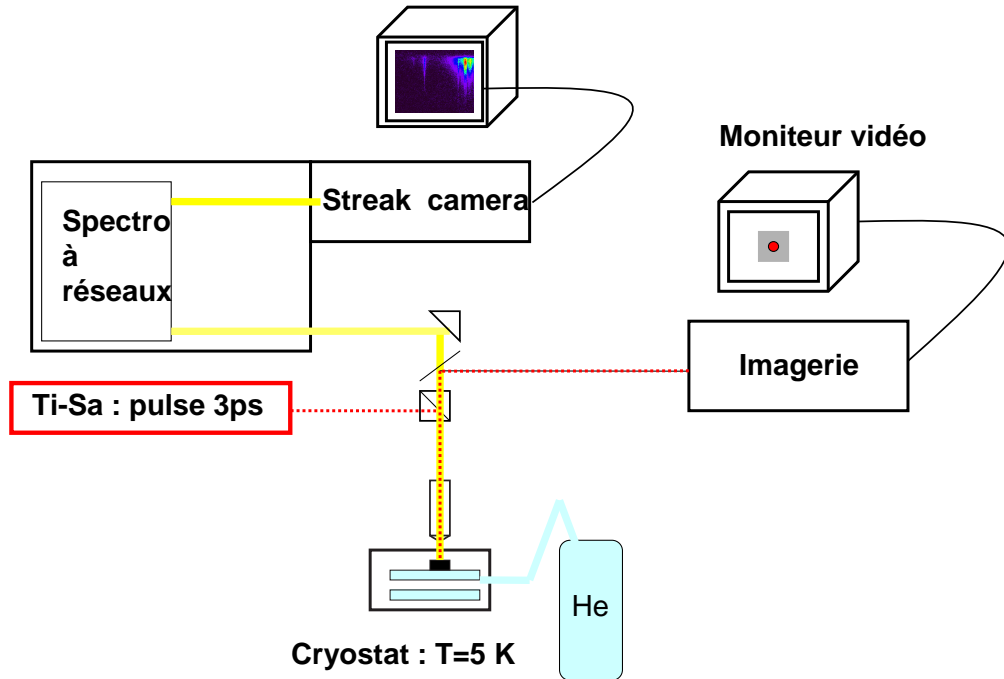 Moniteur vidéo
Streak camera
Spectro
à
réseaux
Imagerie
Ti-Sa : pulse 3ps
He
Cryostat : T=5 K